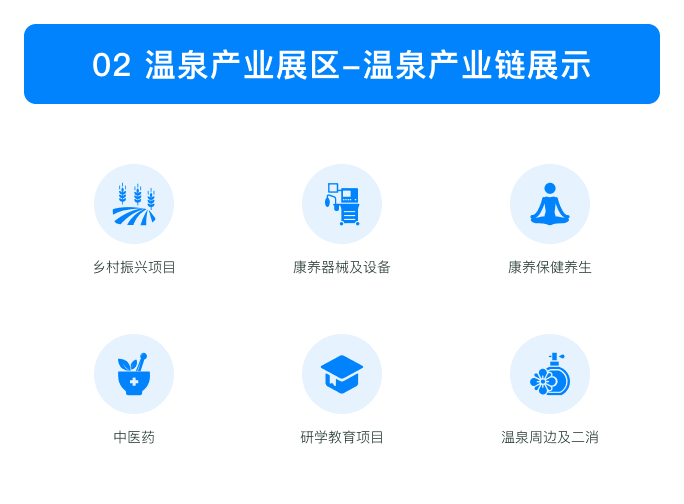 02 温泉产业展区-温泉产业链展示
乡村振兴项目
康养器械及设备
康养保健养生
中医药
研学教育项目
温泉周边及二消